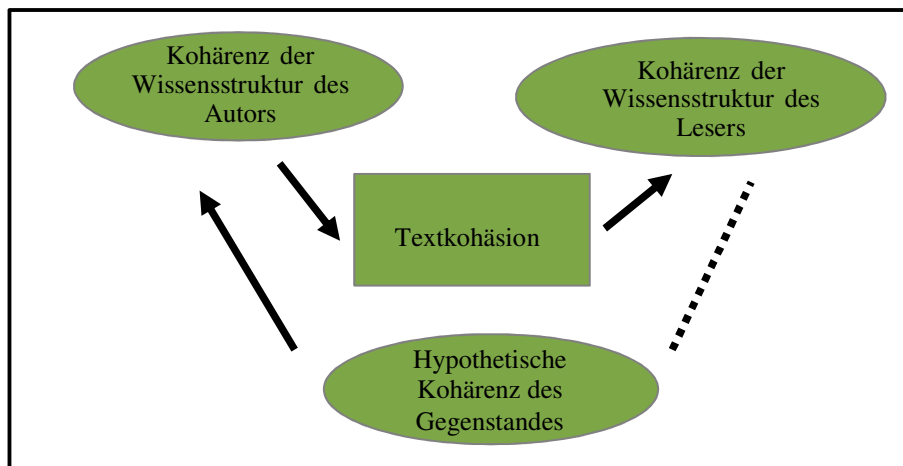 Kohärenz der
Wissensstruktur des
Autors
Kohärenz der
Wissensstruktur des
Lesers
Textkohäsion
Hypothetische
Kohärenz des
Gegenstandes